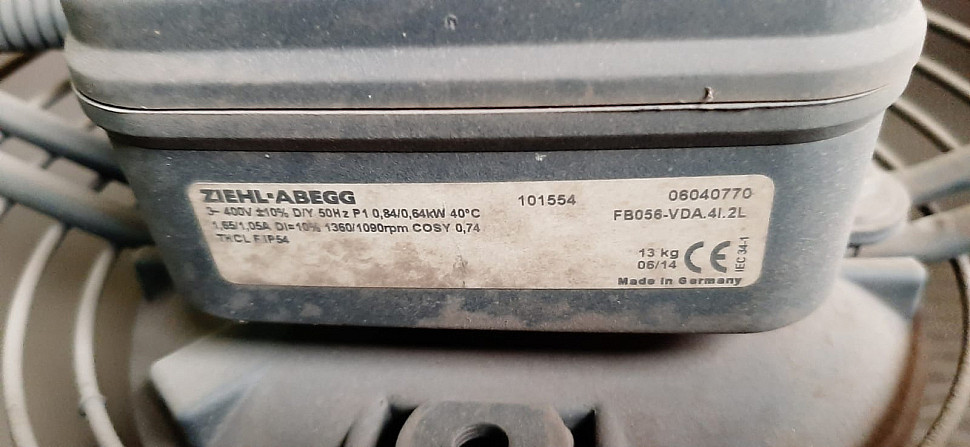 ZIEHL-ABEGG 101554 06040770
3~ 400V ±10% D/Y 50Hz P1 0,84/0,64kW 40°C FB056-VDA.4I.2L
1,65/1,05A DI=10% 1360/1090rpm COSY 0,74
THCL F IP54
13 kg CE IEC 34-1
06/14
Made in Germany